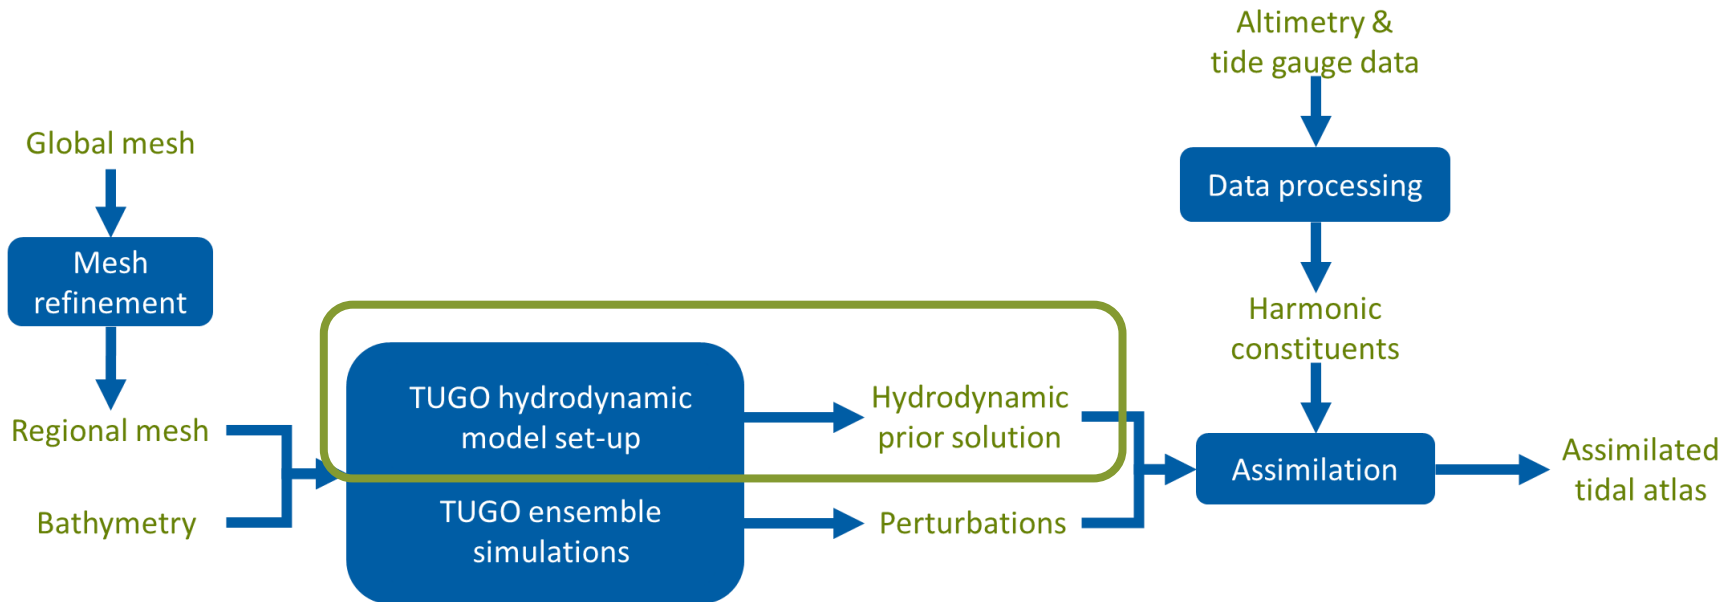 Altimetry &
tide gauge data
Global mesh
Data processing
Mesh
refinement
Harmonic
constituents
TUGO hydrodynamic
model set-up
Hydrodynamic
prior solution
Regional mesh
Assimilation
Assimilated
tidal atlas
Bathymetry
TUGO ensemble
simulations
Perturbations